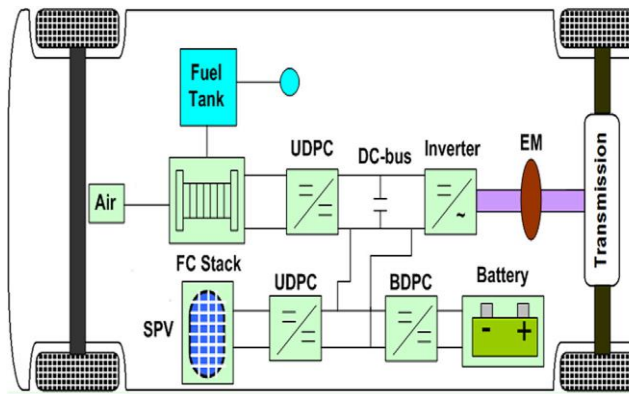 Fuel
Tank
UDPC
DC-bus
Inverter
EM
Transmission
Air
FC Stack
SPV
UDPC
BDPC
Battery
- +